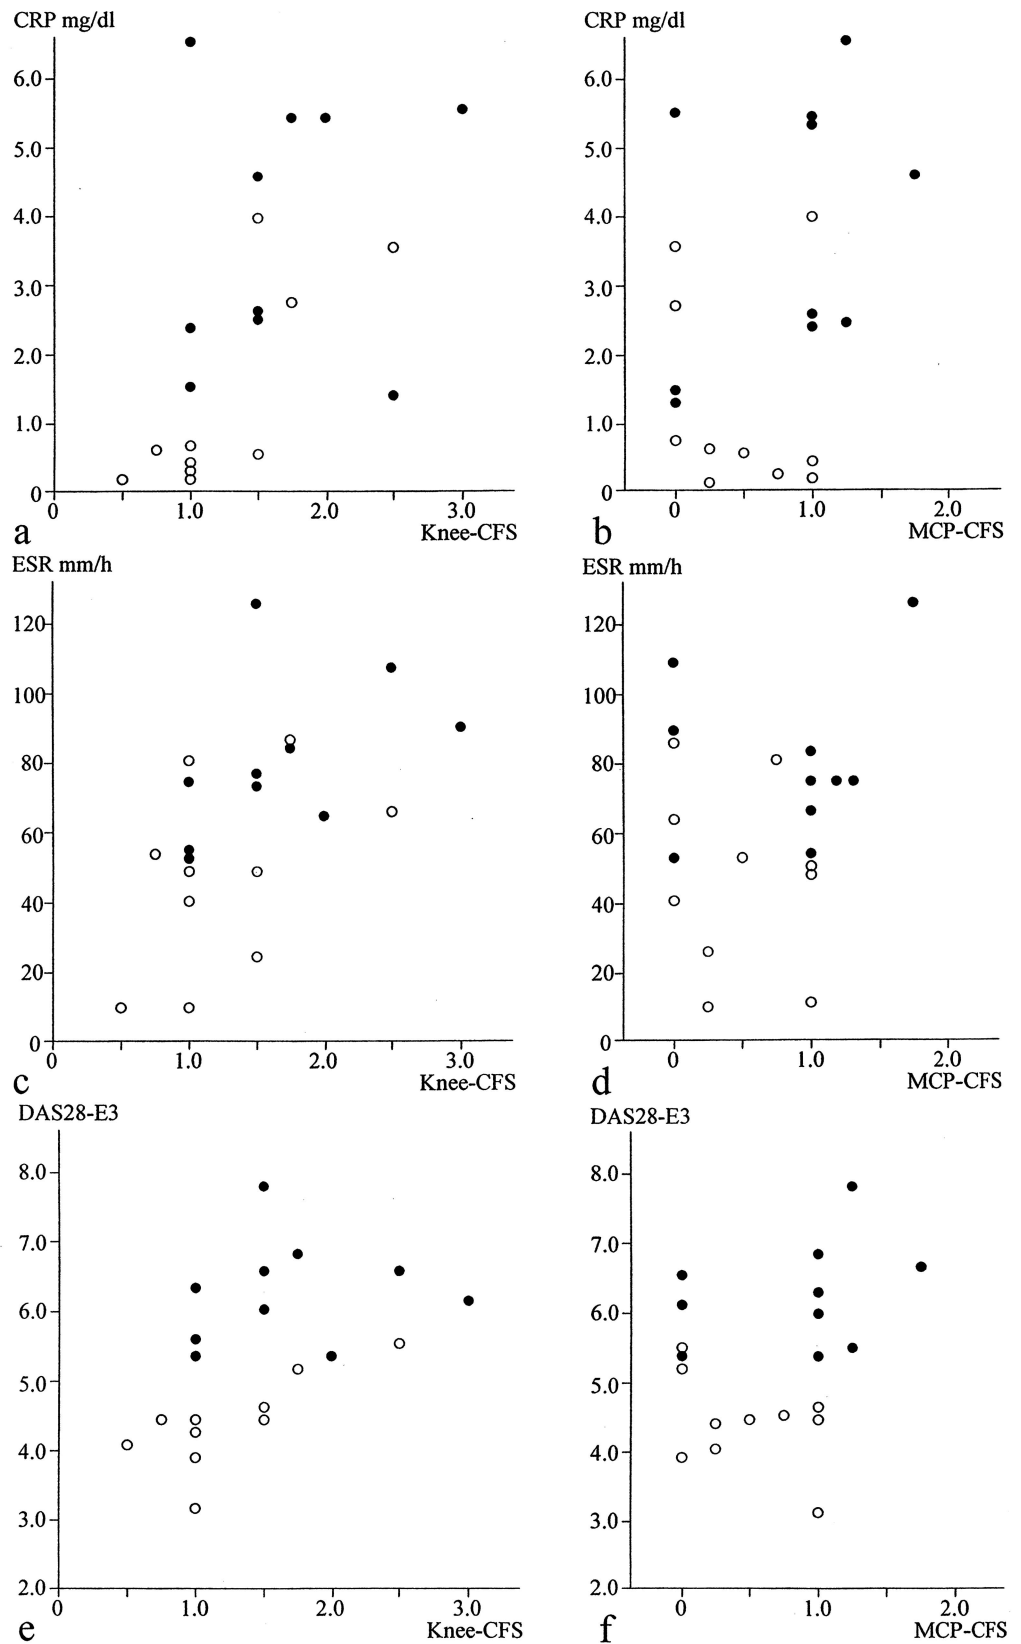 CRP mg/dl
6.0
5.0
4.0
3.0
2.0
1.0
0
0 1.0 2.0 3.0
a Knee-CFS
CRP mg/dl
6.0
5.0
4.0
3.0
2.0
1.0
0
0 1.0 2.0
b MCP-CFS
ESR mm/h
120
100
80
60
40
20
0
0 1.0 2.0 3.0
c Knee-CFS
ESR mm/h
120
100
80
60
40
20
0
0 1.0 2.0
d MCP-CFS
DAS28-E3
8.0
7.0
6.0
5.0
4.0
3.0
2.0
0 1.0 2.0 3.0
e Knee-CFS
DAS28-E3
8.0
7.0
6.0
5.0
4.0
3.0
2.0
0 1.0 2.0
f MCP-CFS